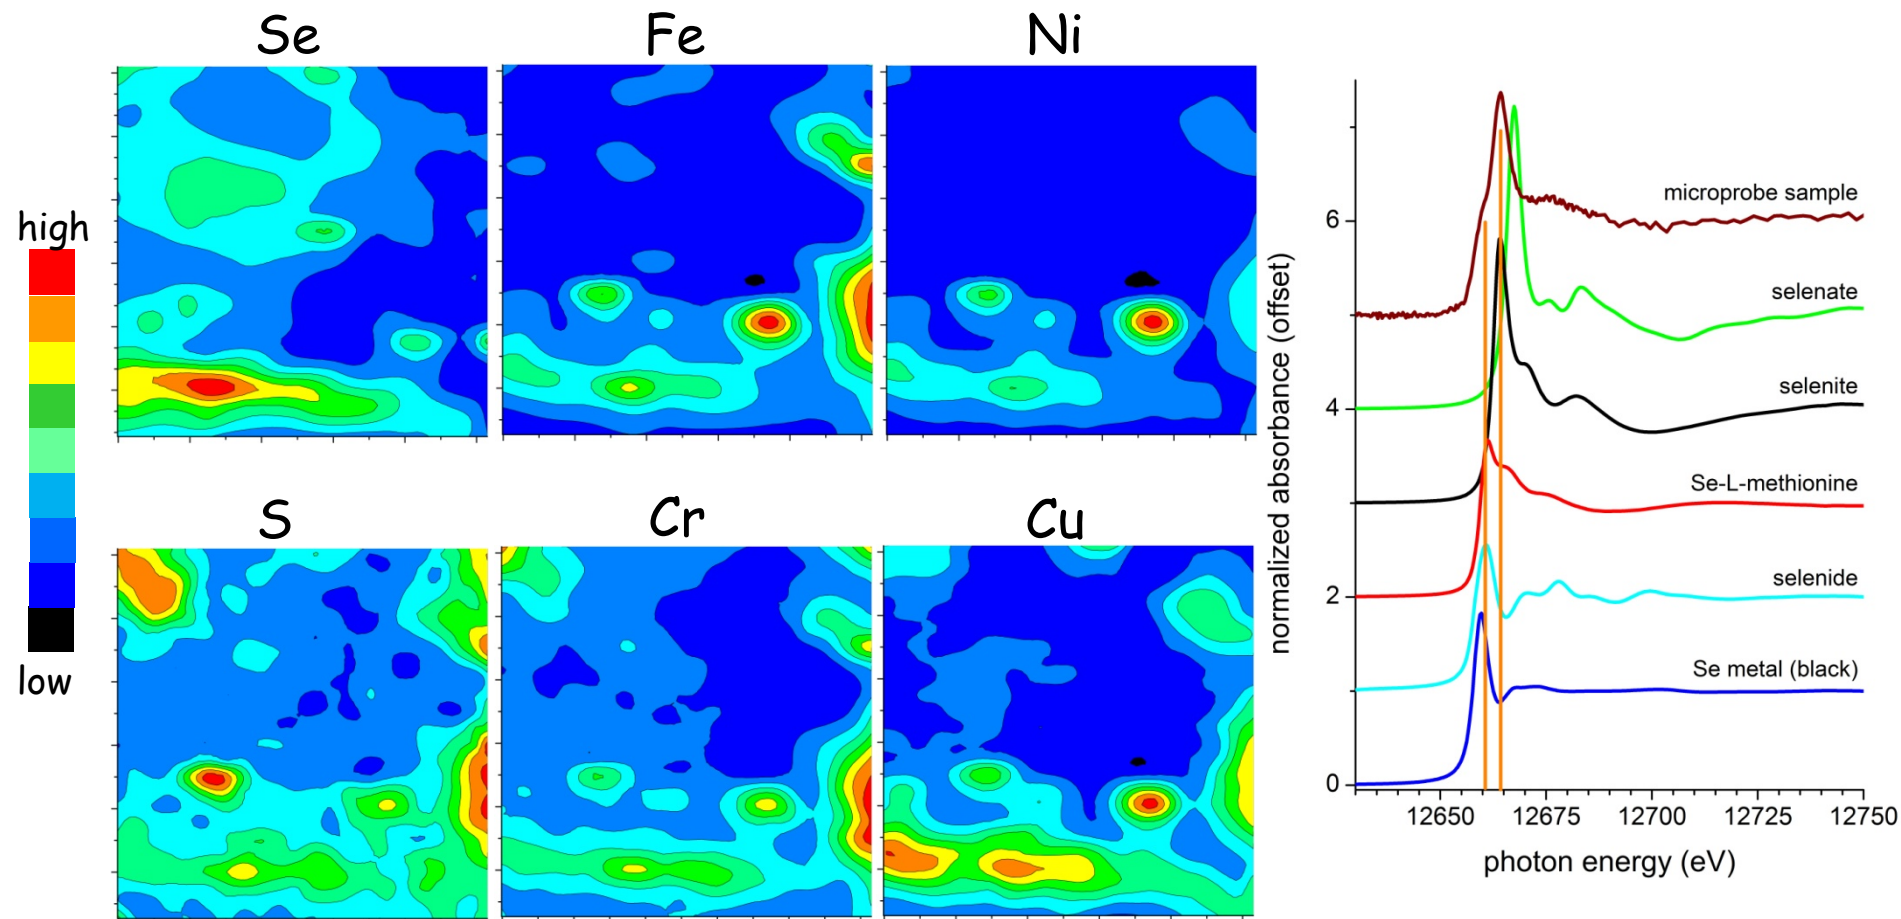 Se
Fe
Ni
high
low
S
Cr
Cu
normalized absorbance (offset)
6
4
2
0
microprobe sample
selenate
selenite
Se-L-methionine
selenide
Se metal (black)
12650 12675 12700 12725 12750
photon energy (eV)